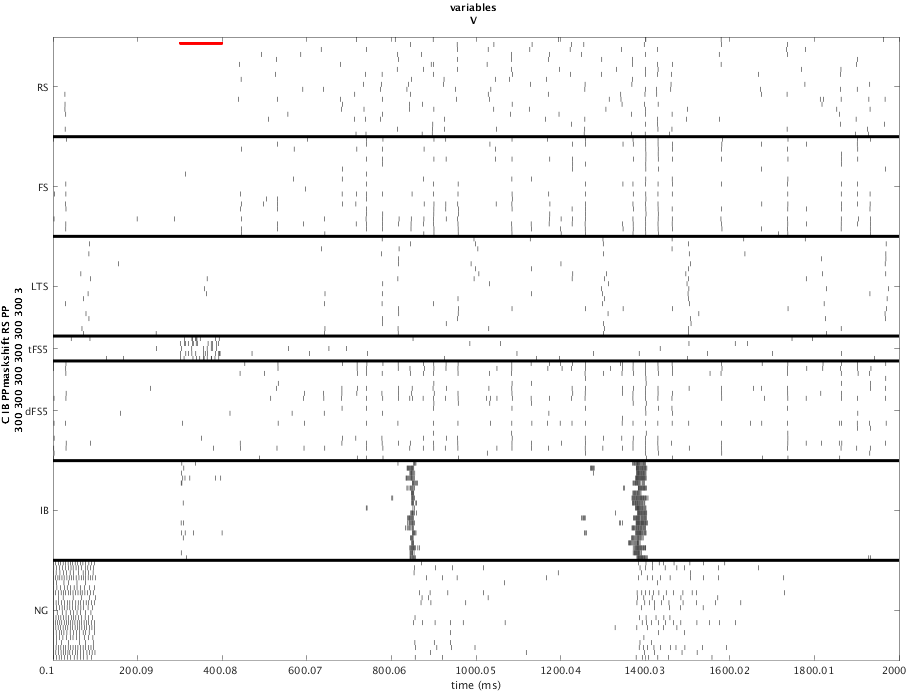 variables
V
RS
FS
LTS
tFS5
dFS5
IB
NG
C IB PPmaskshift RS PP
300 300 300 300 300 300 3
0.1 200.09 400.08 600.07 800.06 1000.05 1200.04 1400.03 1600.02 1800.01 2000
time (ms)